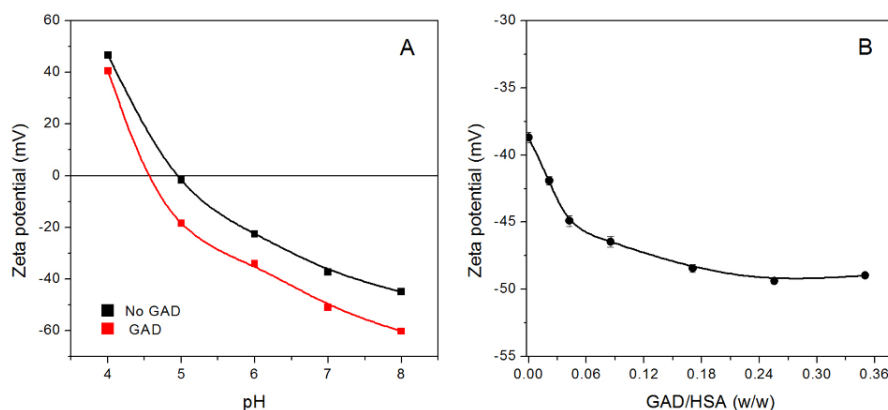 A
Zeta potential (mV)
60
40
20
0
-20
-40
-60
No GAD
GAD
4 5 6 7 8
pH
B
Zeta potential (mV)
-30
-35
-40
-45
-50
-55
0.00 0.06 0.12 0.18 0.24 0.30 0.36
GAD/HSA (w/w)